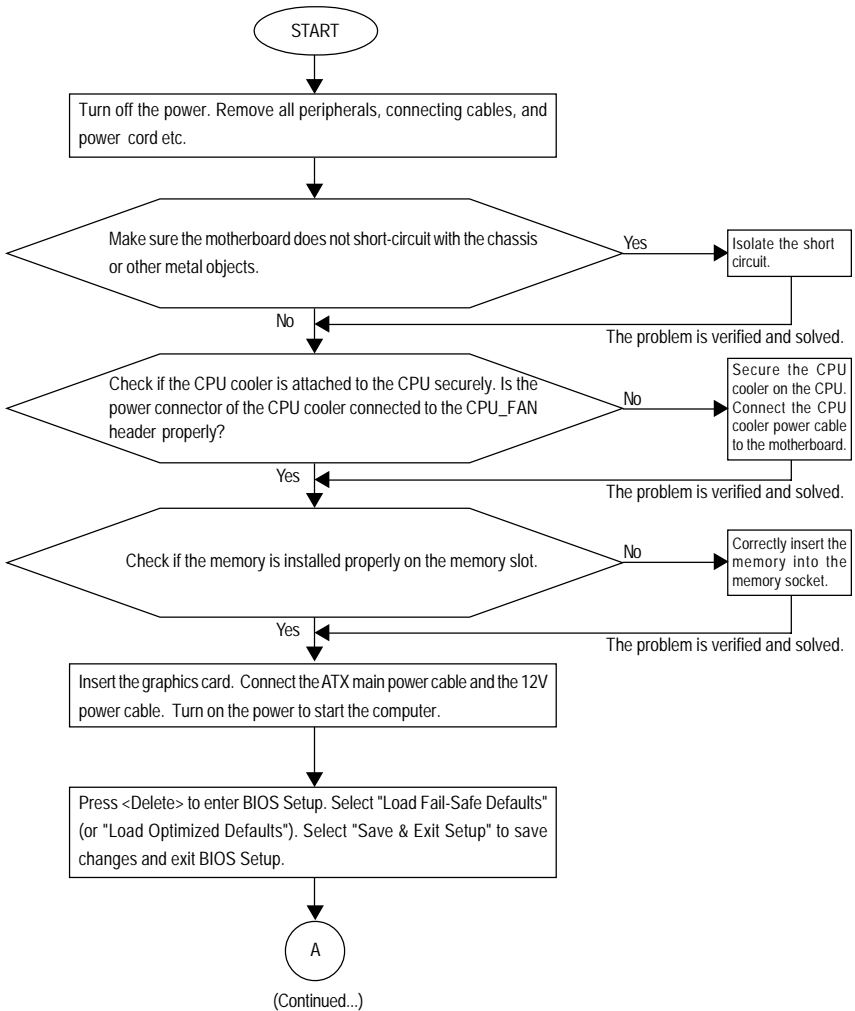 START
Turn off the power. Remove all peripherals, connecting cables, and
power cord etc.
Make sure the motherboard does not short-circuit with the chassis
or other metal objects.
Yes
Isolate the short
circuit.
No
The problem is verified and solved.
Check if the CPU cooler is attached to the CPU securely. Is the
power connector of the CPU cooler connected to the CPU_FAN
header properly?
No
Secure the CPU
cooler on the CPU.
Connect the CPU
cooler power cable
to the motherboard.
Yes
The problem is verified and solved.
Check if the memory is installed properly on the memory slot.
No
Correctly insert the
memory into the
memory socket.
Yes
The problem is verified and solved.
Insert the graphics card. Connect the ATX main power cable and the 12V
power cable. Turn on the power to start the computer.
Press <Delete> to enter BIOS Setup. Select "Load Fail-Safe Defaults"
(or "Load Optimized Defaults"). Select "Save & Exit Setup" to save
changes and exit BIOS Setup.
A
(Continued...)